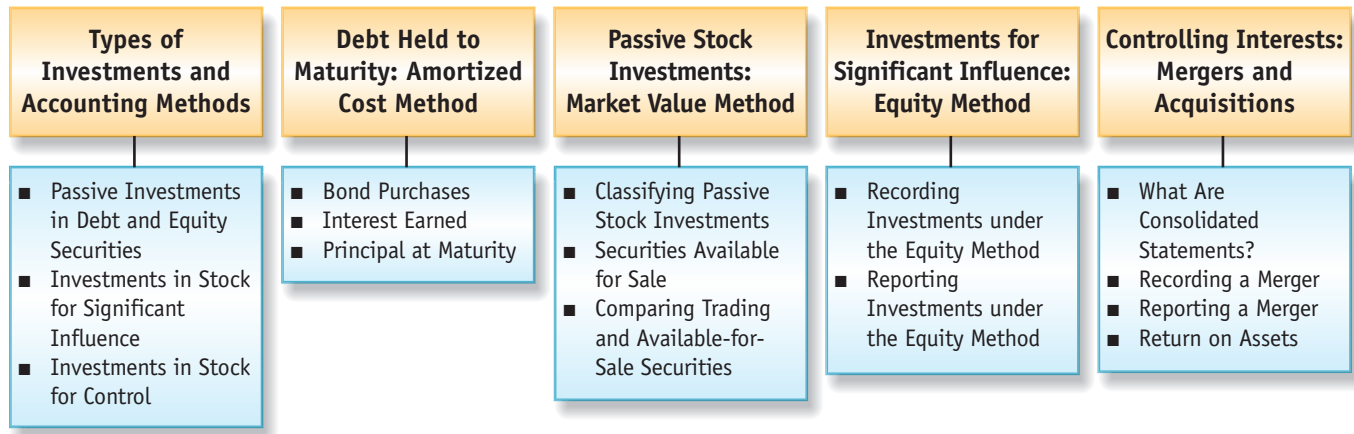 Types of
Investments and
Accounting Methods
■ Passive Investments
in Debt and Equity
Securities
■ Investments in Stock
for Significant
Influence
■ Investments in Stock
for Control
Debt Held to
Maturity: Amortized
Cost Method
■ Bond Purchases
■ Interest Earned
■ Principal at Maturity
Passive Stock
Investments:
Market Value Method
■ Classifying Passive
Stock Investments
■ Securities Available
for Sale
■ Comparing Trading
and Available-for-
Sale Securities
Investments for
Significant Influence:
Equity Method
■ Recording
Investments under
the Equity Method
■ Reporting
Investments under
the Equity Method
Controlling Interests:
Mergers and
Acquisitions
■ What Are
Consolidated
Statements?
■ Recording a Merger
■ Reporting a Merger
■ Return on Assets